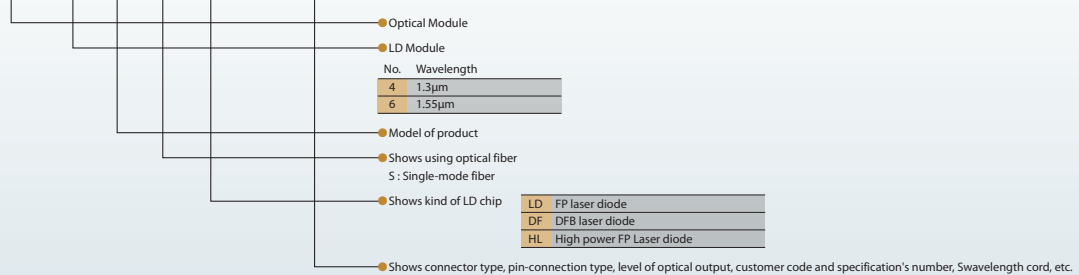 Optical Module
LD Module
No. Wavelength
4 1.3μm
6 1.55μm
Model of product
Shows using optical fiber
S : Single-mode fiber
Shows kind of LD chip
LD FP laser diode
DF DFB laser diode
HL High power FP Laser diode
Shows connector type, pin-connection type, level of optical output, customer code and specification's number, Swavelength cord, etc.